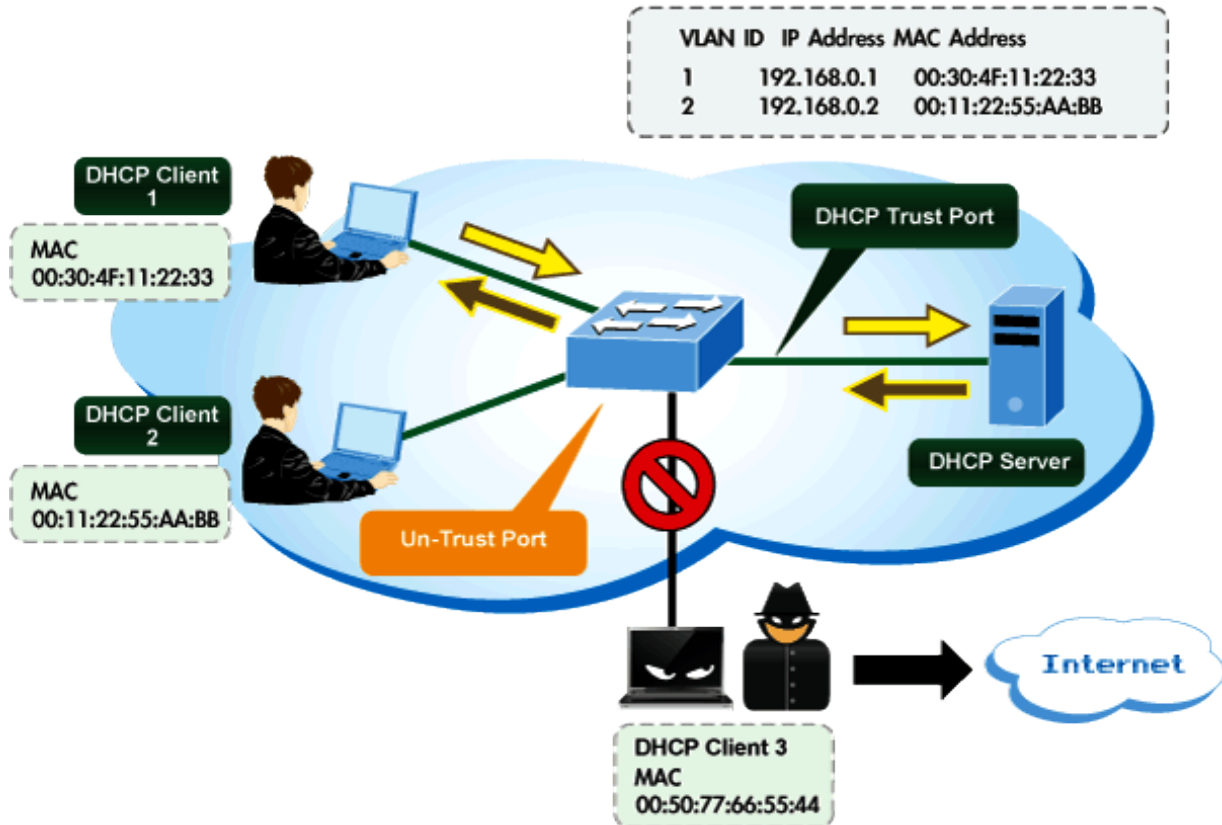 VLAN ID IP Address MAC Address
1 192.168.0.1 00:30:4F:11:22:33
2 192.168.0.2 00:11:22:55:AA:BB
DHCP Client
1
MAC
00:30:4F:11:22:33
DHCP Trust Port
DHCP Client
2
MAC
00:11:22:55:AA:BB
Un-Trust Port
DHCP Server
Internet
DHCP Client 3
MAC
00:50:77:66:55:44